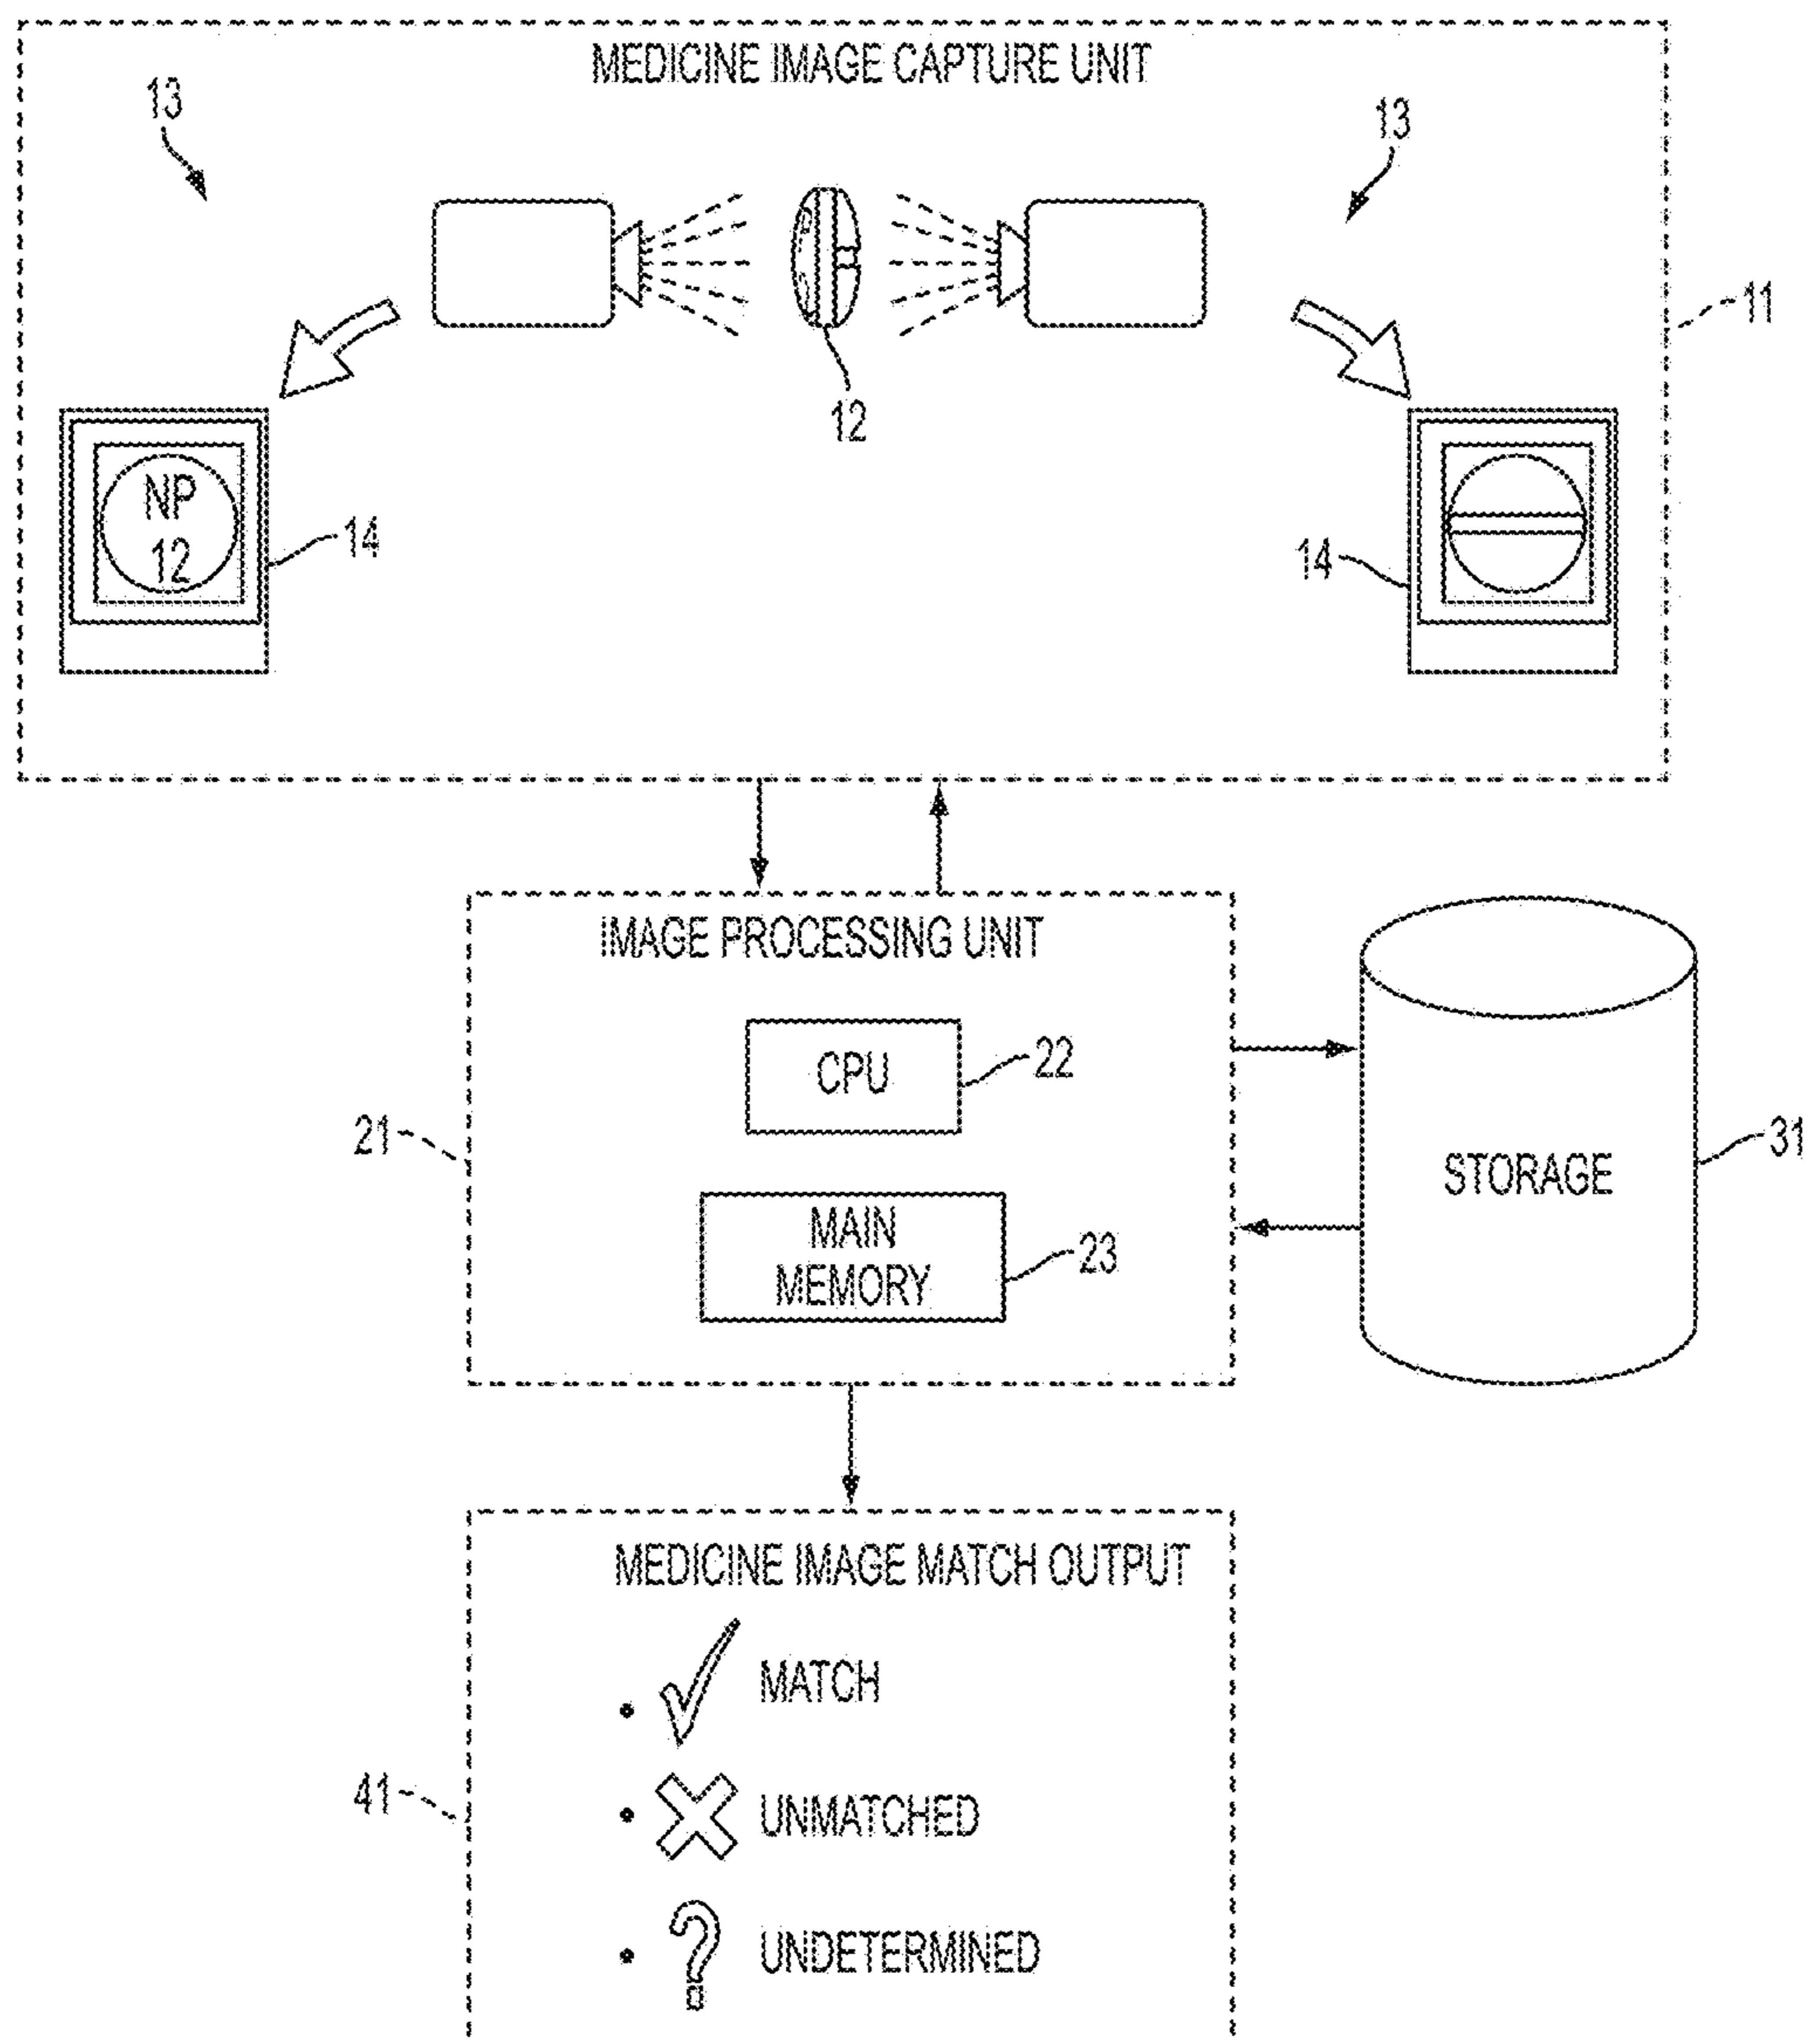 MEDICINE IMAGE CAPTURE UNIT
13
13
11
12
NP
12
14
14
IMAGE PROCESSING UNIT
CPU
22
21
MAIN
MEMORY
23
STORAGE
31
MEDICINE IMAGE MATCH OUTPUT
• MATCH
41
• UNMATCHED
• UNDETERMINED